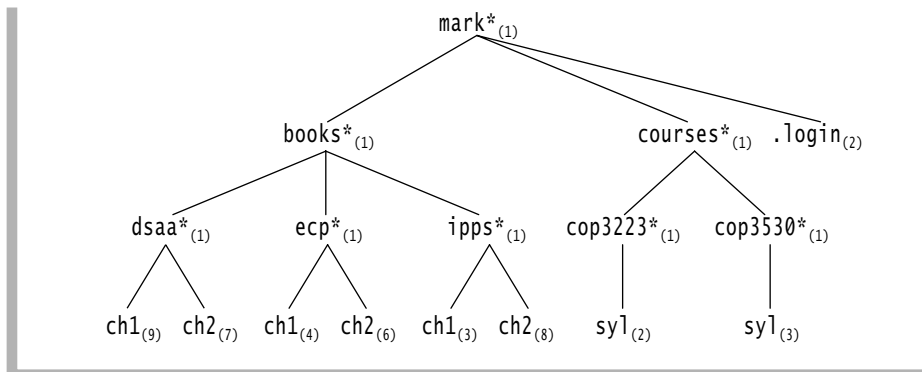 mark*(1)
books*(1) courses*(1) .login(2)
dsaa*(1) ecp*(1) ipps*(1) cop3223*(1) cop3530*(1)
ch1(9) ch2(7) ch1(4) ch2(6) ch1(3) ch2(8) syl(2) syl(3)